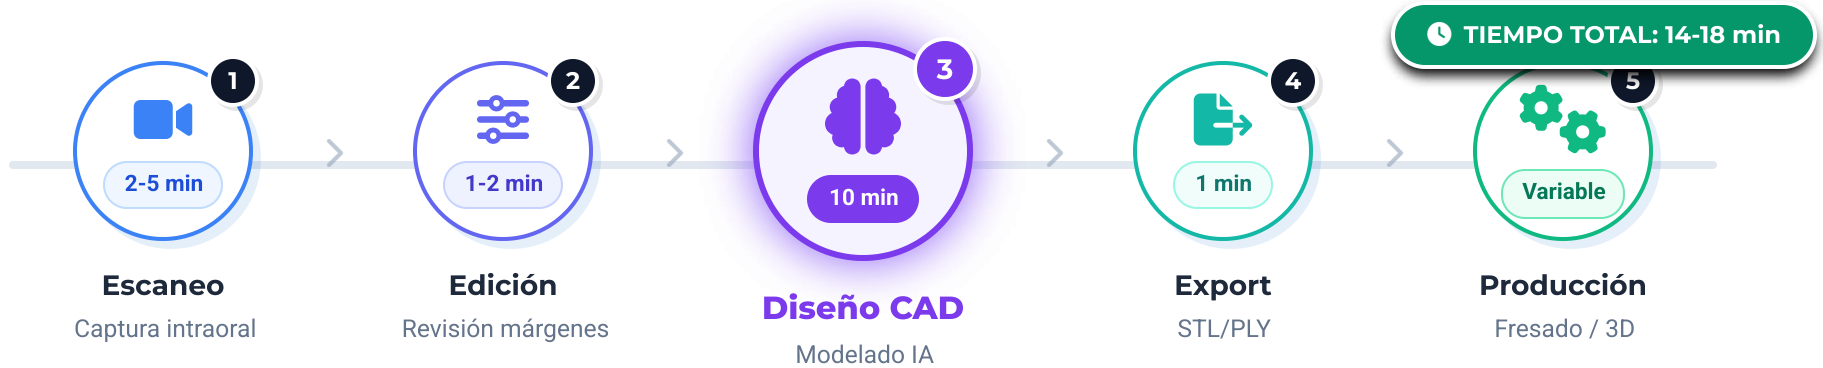 TIEMPO TOTAL: 14-18 min
1
2-5 min
Escaneo
Captura intraoral
2
1-2 min
Edición
Revisión márgenes
3
10 min
Diseño CAD
Modelado IA
4
1 min
Export
STL/PLY
5
Variable
Producción
Fresado / 3D